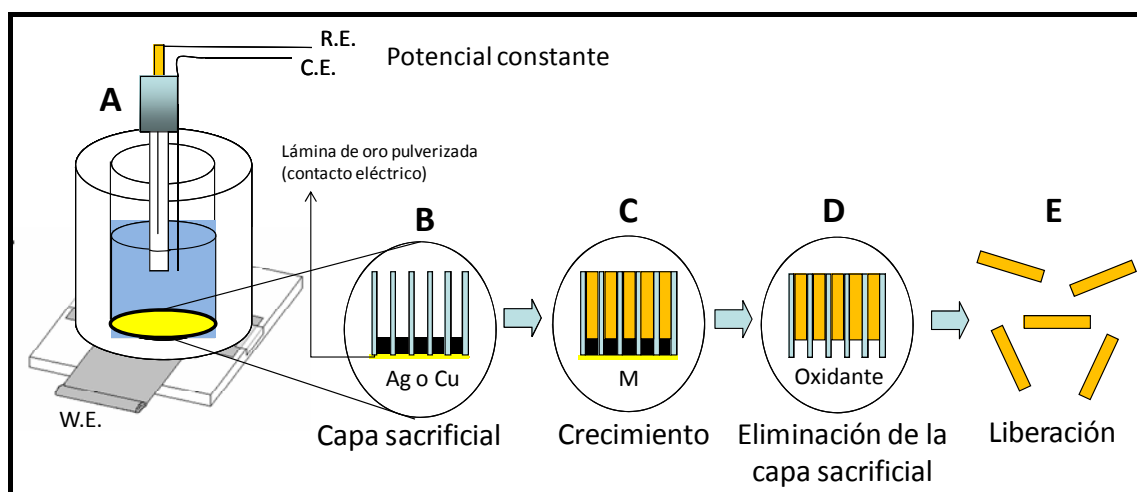 R.E.
C.E.
Potencial constante
A
Lámina de oro pulverizada
(contacto eléctrico)
B
C
D
E
Ag o Cu
M
Oxidante
W.E.
Capa sacrificial
Crecimiento
Eliminación de la
capa sacrificial
Liberación